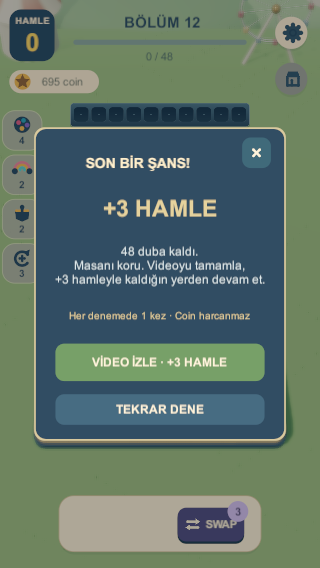 HAMLE
0
BÖLÜM 12
0 / 48
695 coin
4
2
2
3
SON BİR ŞANS!
×
+3 HAMLE
48 duba kaldı.
Masanı koru. Videoyu tamamla,
+3 hamleyle kaldığın yerden devam et.
Her denemede 1 kez · Coin harcanmaz
VİDEO İZLE · +3 HAMLE
TEKRAR DENE
3
SWAP